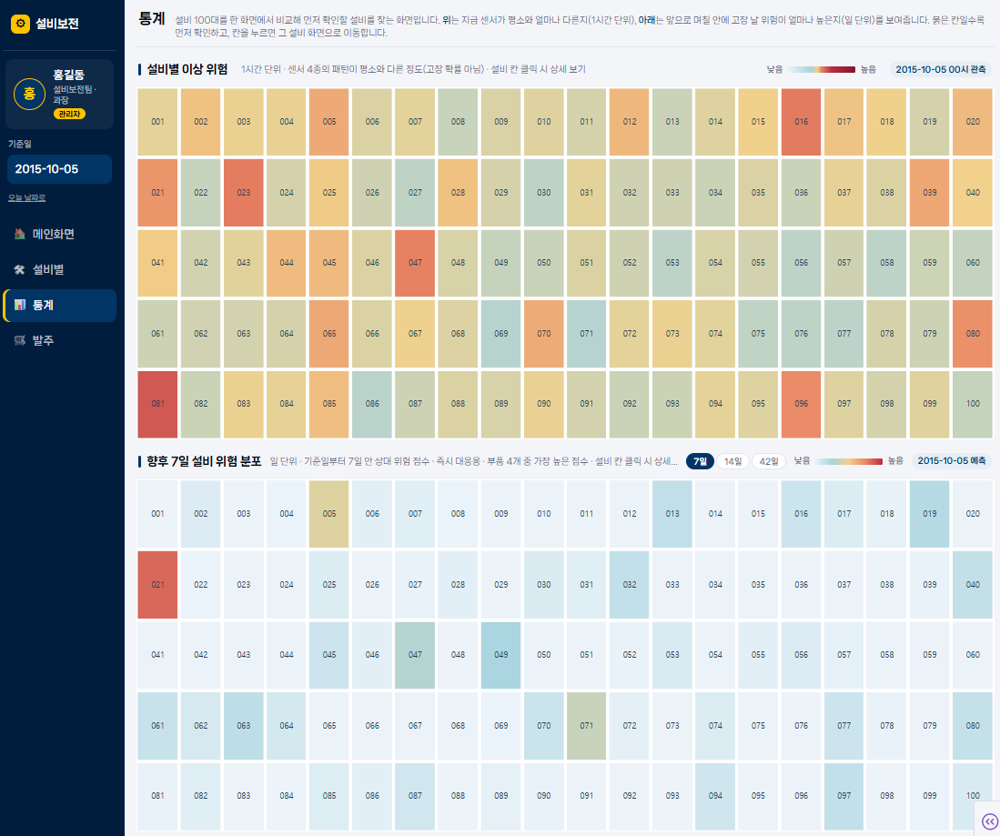 설비보전
홍
홍길동
설비보전팀 ·
과장
관리자
기준일
2015-10-05
오늘 날짜로
메인화면
설비별
통계
발주
통계
설비 100대를 한 화면에서 비교해 먼저 확인할 설비를 찾는 화면입니다. 위는 지금 센서가 평소와 얼마나 다른지(1시간 단위), 아래는 앞으로 며칠 안에 고장 날 위험이 얼마나 높은지(일 단위)를 보여줍니다. 붉은 칸일수록
먼저 확인하고, 칸을 누르면 그 설비 화면으로 이동합니다.
설비별 이상 위험 1시간 단위 · 센서 4종의 패턴이 평소와 다른 정도(고장 확률 아님) · 설비 칸 클릭 시 상세 보기 낮음 높음 2015-10-05 00시 관측
001 002 003 004 005 006 007 008 009 010 011 012 013 014 015 016 017 018 019 020
021 022 023 024 025 026 027 028 029 030 031 032 033 034 035 036 037 038 039 040
041 042 043 044 045 046 047 048 049 050 051 052 053 054 055 056 057 058 059 060
061 062 063 064 065 066 067 068 069 070 071 072 073 074 075 076 077 078 079 080
081 082 083 084 085 086 087 088 089 090 091 092 093 094 095 096 097 098 099 100
향후 7일 설비 위험 분포 일 단위 · 기준일부터 7일 안 상대 위험 점수 · 즉시 대응용 · 부품 4개 중 가장 높은 점수 · 설비 칸 클릭 시 상세... 7일 14일 42일 낮음 높음 2015-10-05 예측
001 002 003 004 005 006 007 008 009 010 011 012 013 014 015 016 017 018 019 020
021 022 023 024 025 026 027 028 029 030 031 032 033 034 035 036 037 038 039 040
041 042 043 044 045 046 047 048 049 050 051 052 053 054 055 056 057 058 059 060
061 062 063 064 065 066 067 068 069 070 071 072 073 074 075 076 077 078 079 080
081 082 083 084 085 086 087 088 089 090 091 092 093 094 095 096 097 098 099 100